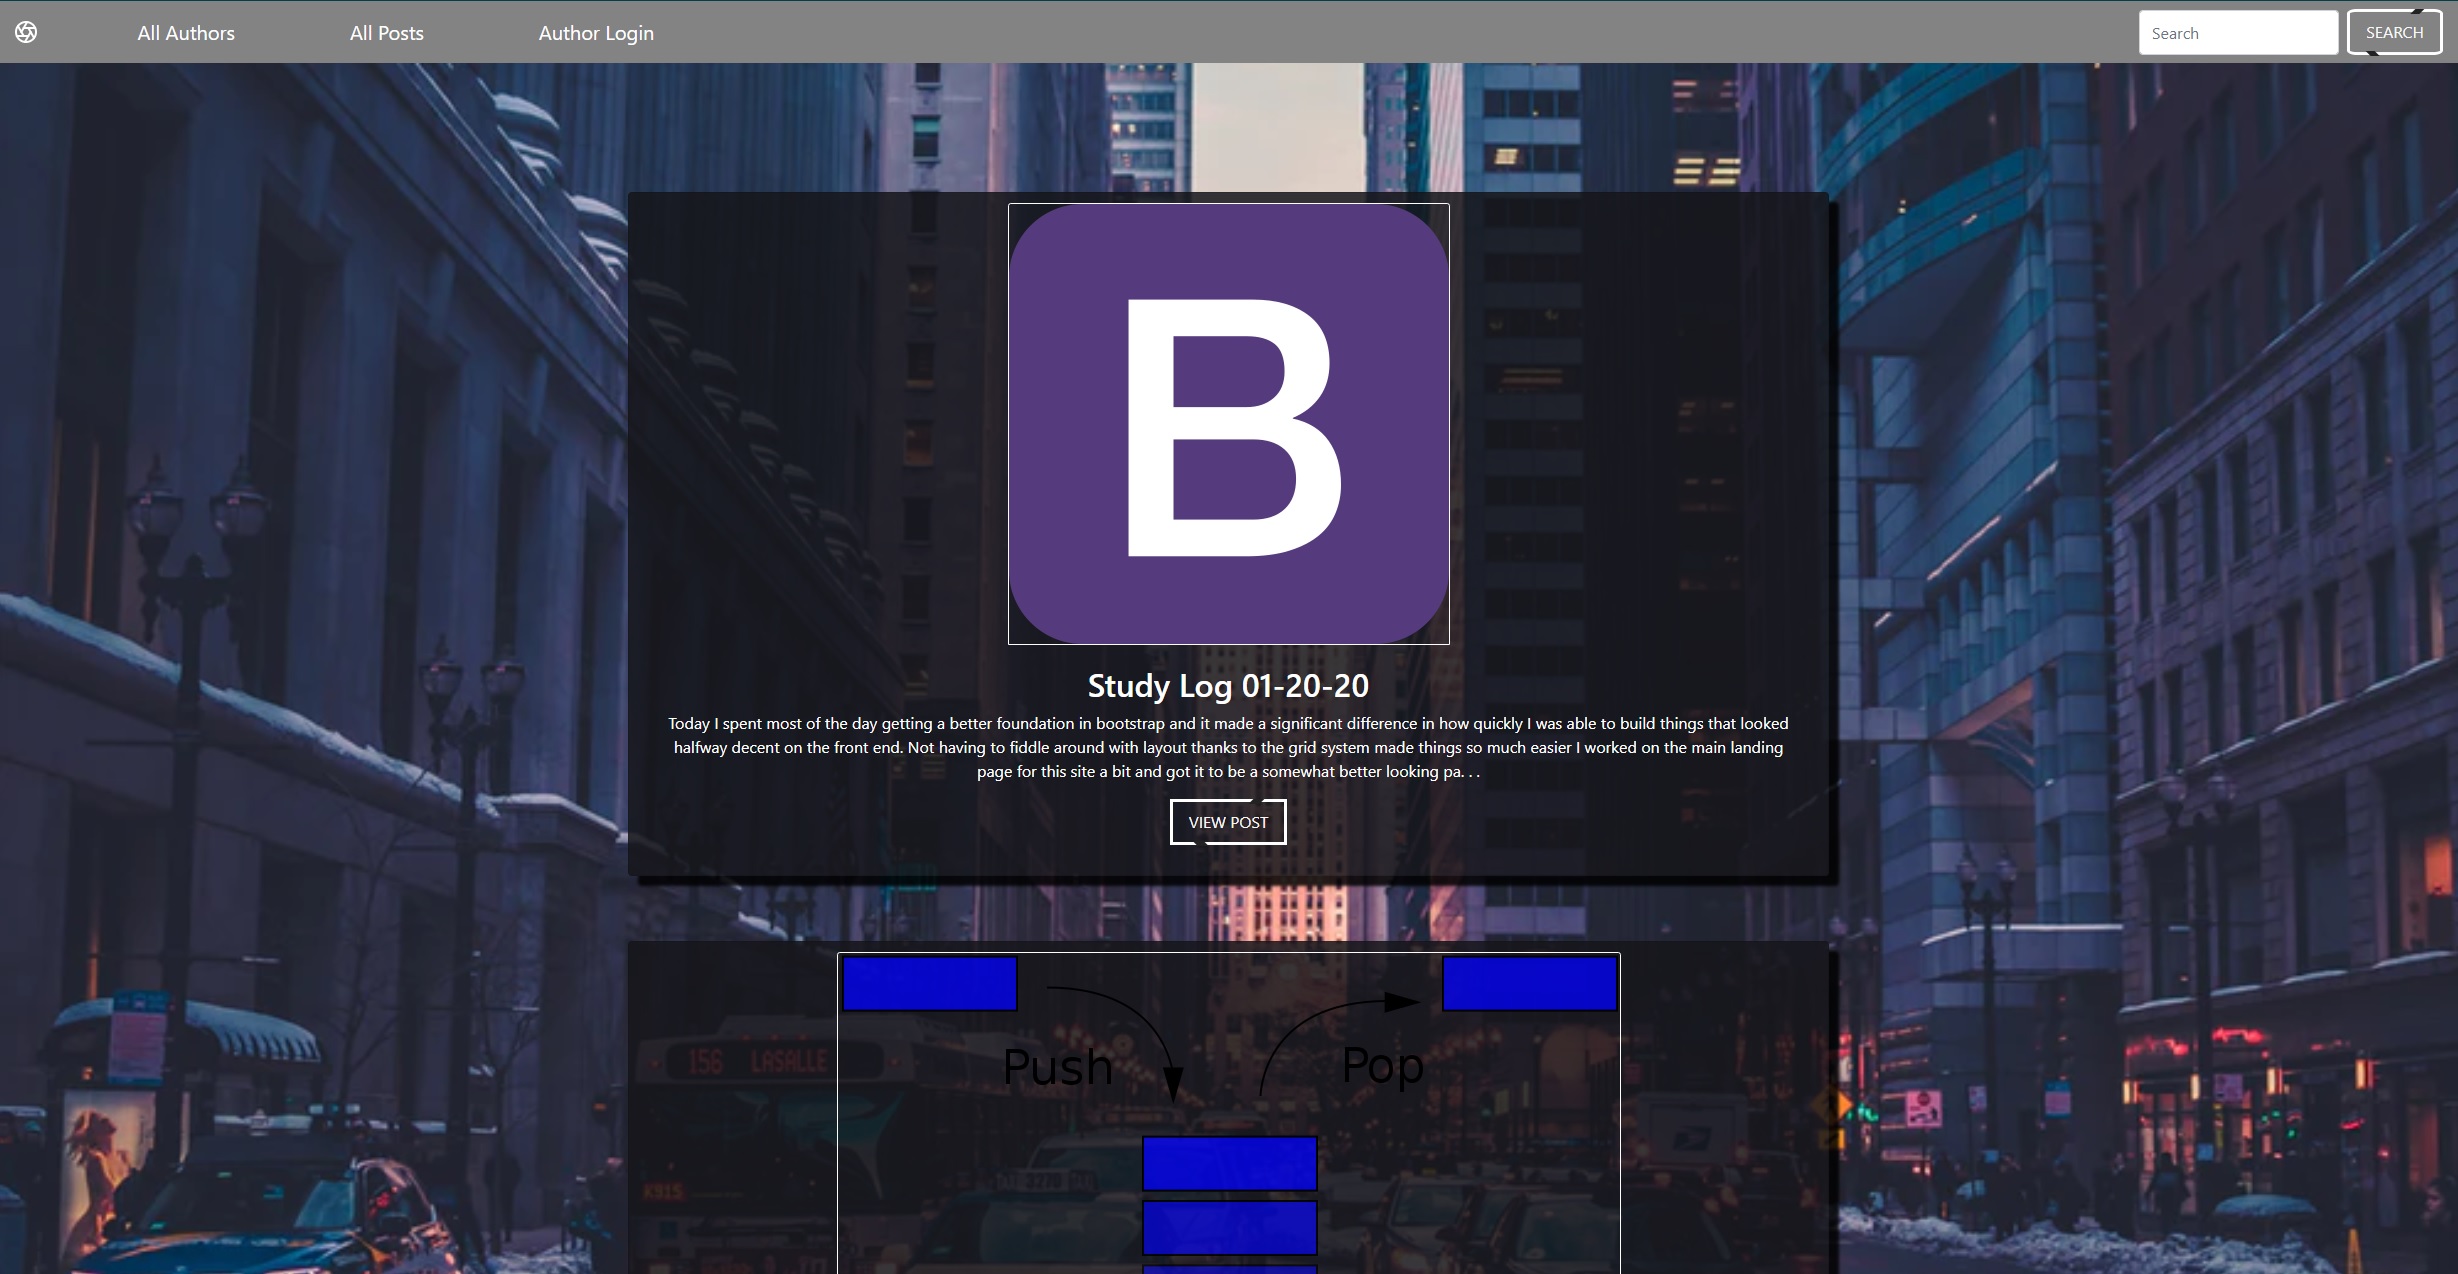 All Authors
All Posts
Author Login
Search
SEARCH
B
Study Log 01-20-20
Today I spent most of the day getting a better foundation in bootstrap and it made a significant difference in how quickly I was able to build things that looked
halfway decent on the front end. Not having to fiddle around with layout thanks to the grid system made things so much easier I worked on the main landing
page for this site a bit and got it to be a somewhat better looking pa. . .
VIEW POST
Push
Pop
156 LASALLE
K915